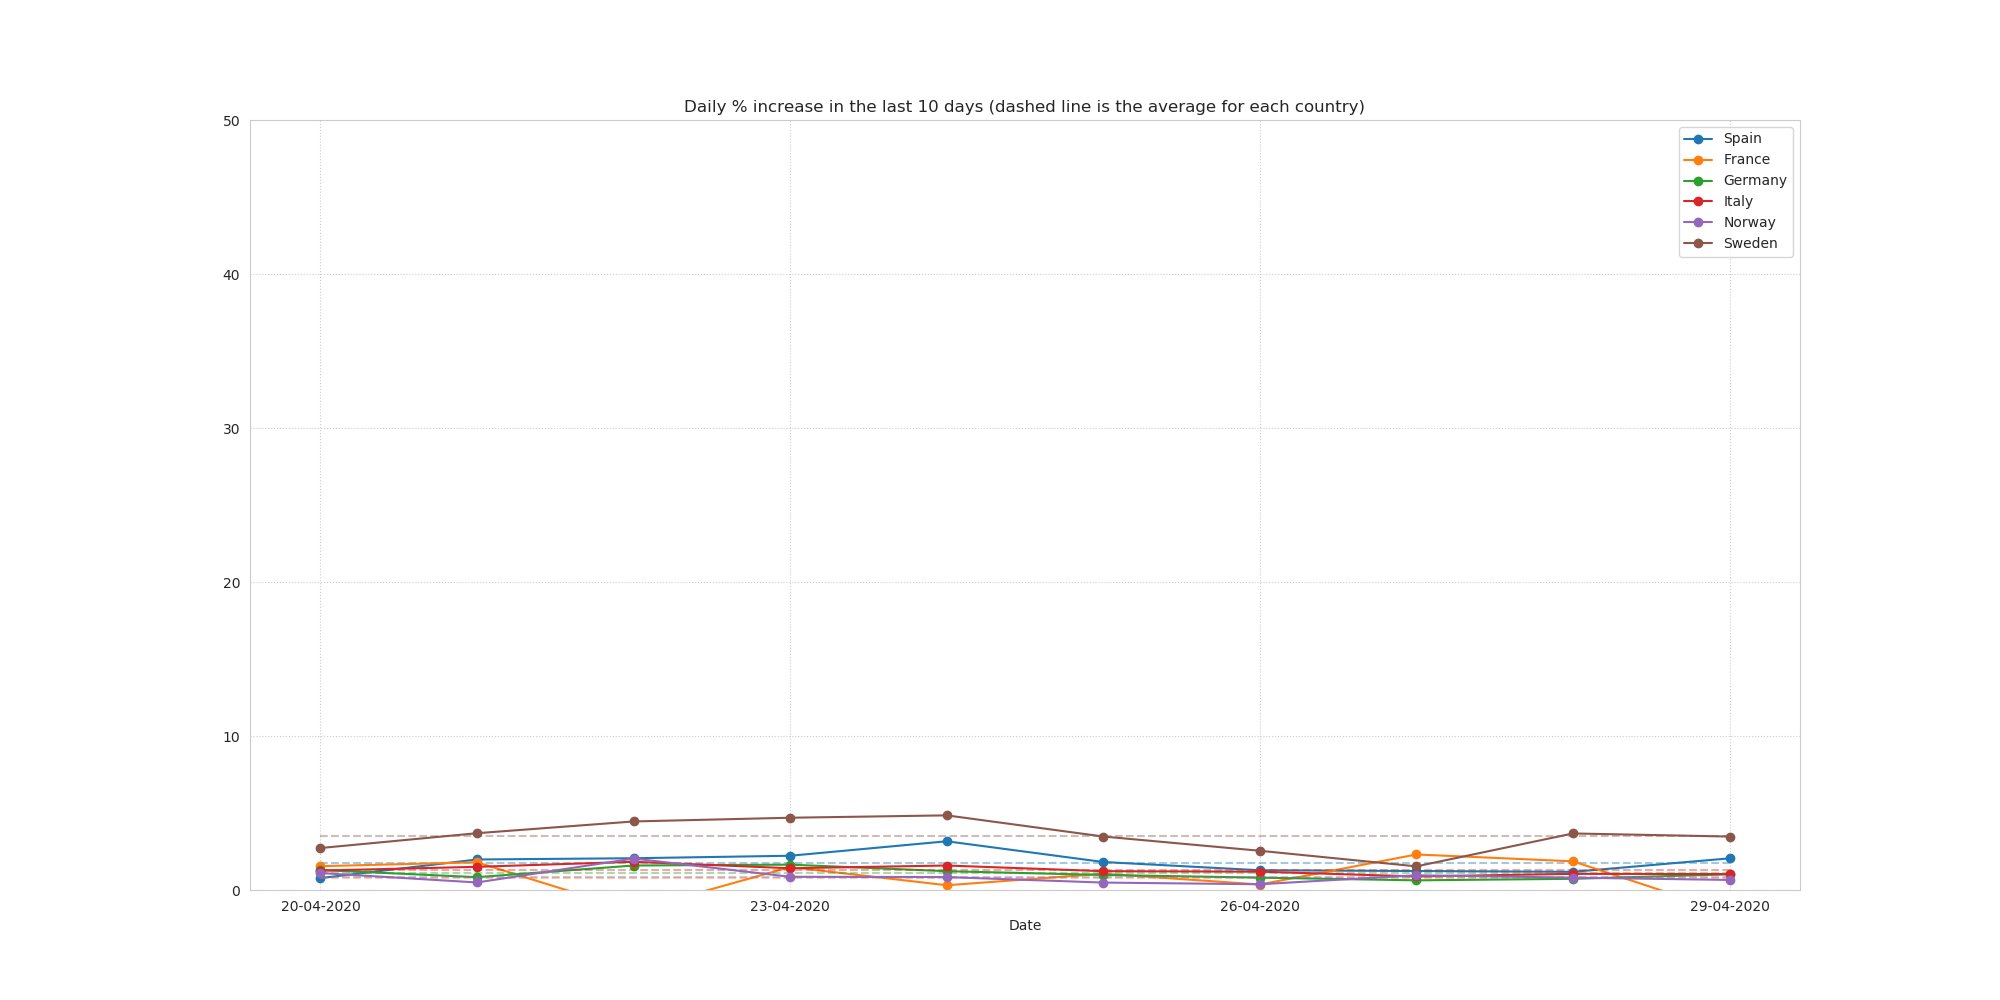 Daily % increase in the last 10 days (dashed line is the average for each country)
50
40
30
20
10
0
Spain
France
Germany
Italy
Norway
Sweden
20-04-2020
23-04-2020
26-04-2020
29-04-2020
Date